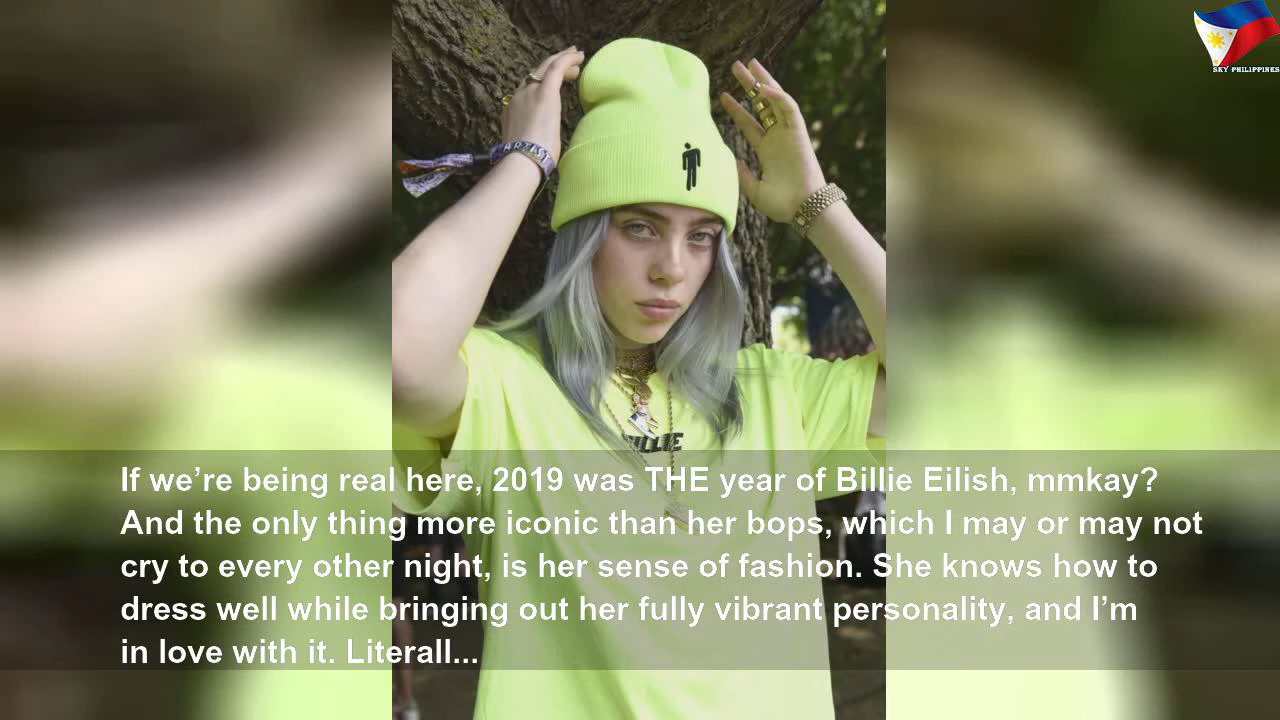 SKY PHILIPPINES
ARTIST
BILLIE
If we’re being real here, 2019 was THE year of Billie Eilish, mmkay?
And the only thing more iconic than her bops, which I may or may not
cry to every other night, is her sense of fashion. She knows how to
dress well while bringing out her fully vibrant personality, and I’m
in love with it. Literall...